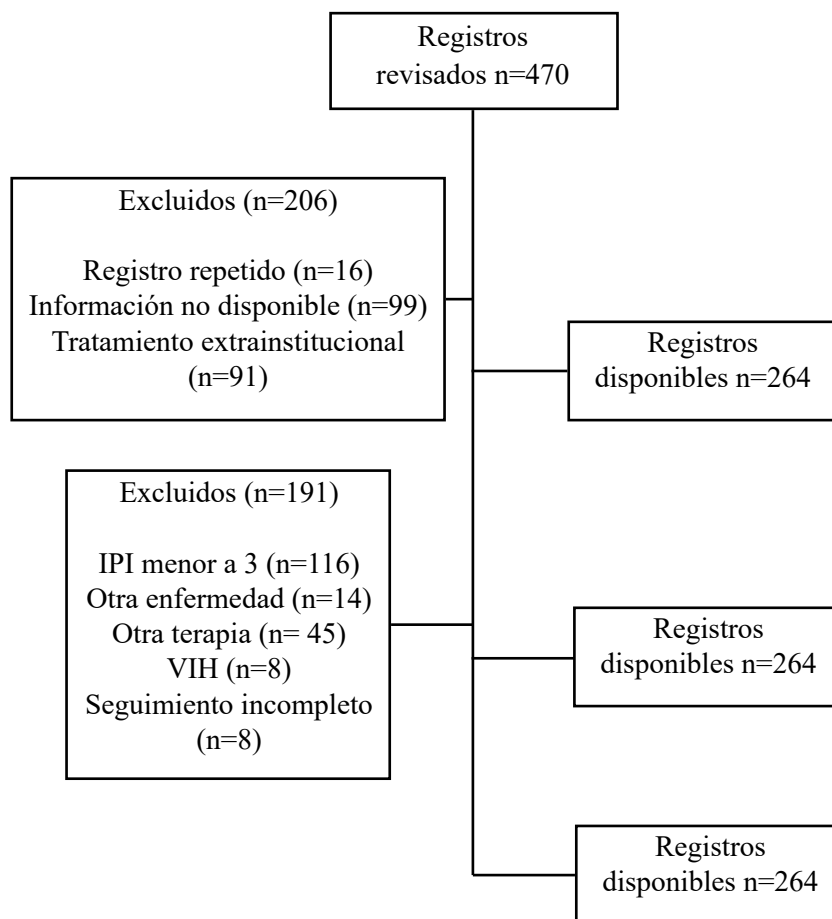 Registros
revisados n=470
Excluidos (n=206)
Registro repetido (n=16)
Información no disponible (n=99)
Tratamiento extrainstitucional
(n=91)
Registros
disponibles n=264
Excluidos (n=191)
IPI menor a 3 (n=116)
Otra enfermedad (n=14)
Otra terapia (n= 45)
VIH (n=8)
Seguimiento incompleto
(n=8)
Registros
disponibles n=264
Registros
disponibles n=264